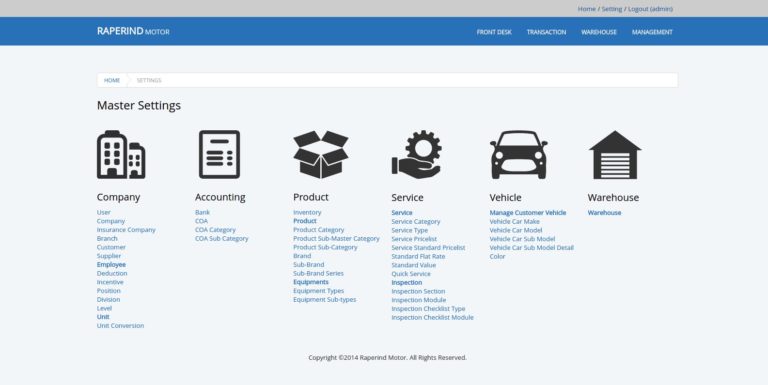 Home / Setting / Logout (admin)
RAPERIND MOTOR
FRONT DESK TRANSACTION WAREHOUSE MANAGEMENT
HOME SETTINGS
Master Settings
Company
User
Company
Insurance Company
Branch
Customer
Supplier
Employee
Deduction
Incentive
Position
Division
Level
Unit
Unit Conversion
Accounting
Bank
COA
COA Category
COA Sub Category
Product
Inventory
Product
Product Category
Product Sub-Master Category
Product Sub-Category
Brand
Sub-Brand
Sub-Brand Series
Equipments
Equipment Types
Equipment Sub-types
Service
Service
Service Category
Service Type
Service Pricelist
Service Standard Pricelist
Standard Flat Rate
Standard Value
Quick Service
Inspection
Inspection Section
Inspection Module
Inspection Checklist Type
Inspection Checklist Module
Vehicle
Manage Customer Vehicle
Vehicle Car Make
Vehicle Car Model
Vehicle Car Sub Model
Vehicle Car Sub Model Detail
Color
Warehouse
Warehouse
Copyright ©2014 Raperind Motor. All Rights Reserved.